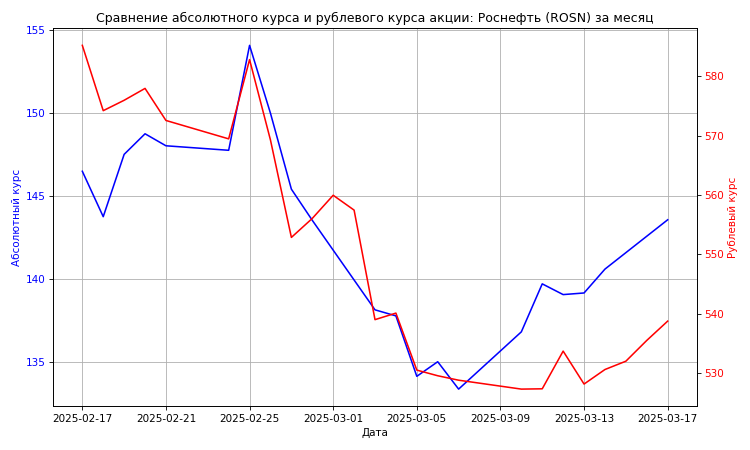 Сравнение абсолютного курса и рублевого курса акции: Роснефть (ROSN) за месяц
155
150
145
140
135
Абсолютный курс
580
570
560
550
540
530
Рублевый курс
2025-02-17 2025-02-21 2025-02-25 2025-03-01 2025-03-05 2025-03-09 2025-03-13 2025-03-17
Дата